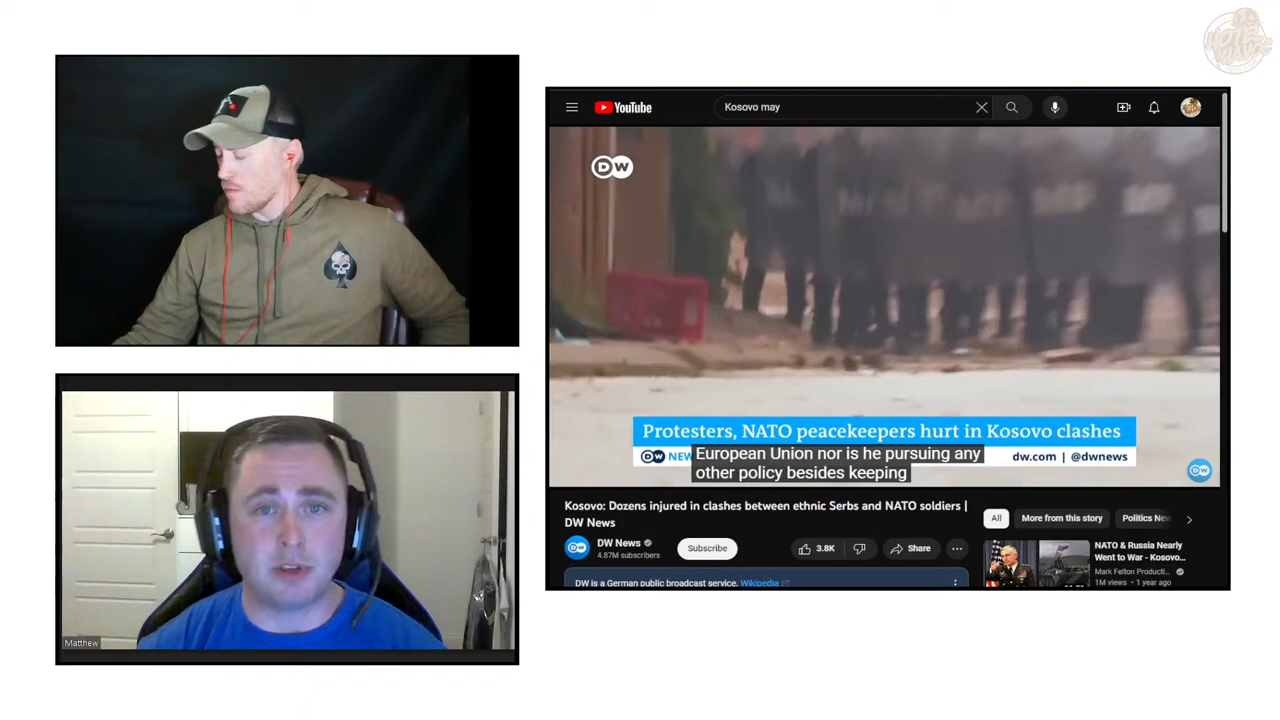 HOTEL
HAVOC
YouTube
Kosovo may
DW
Protesters, NATO peacekeepers hurt in Kosovo clashes
DW NEW
dw.com | @dwnews
European Union nor is he pursuing any
other policy besides keeping
Kosovo: Dozens injured in clashes between ethnic Serbs and NATO soldiers |
DW News
DW News
4.87M subscribers
Subscribe
3.8K
Share
DW is a German public broadcast service. Wikipedia
All
More from this story
Politics New
NATO & Russia Nearly
Went to War - Kosovo...
Mark Felton Producti...
1M views • 1 year ago
Matthew